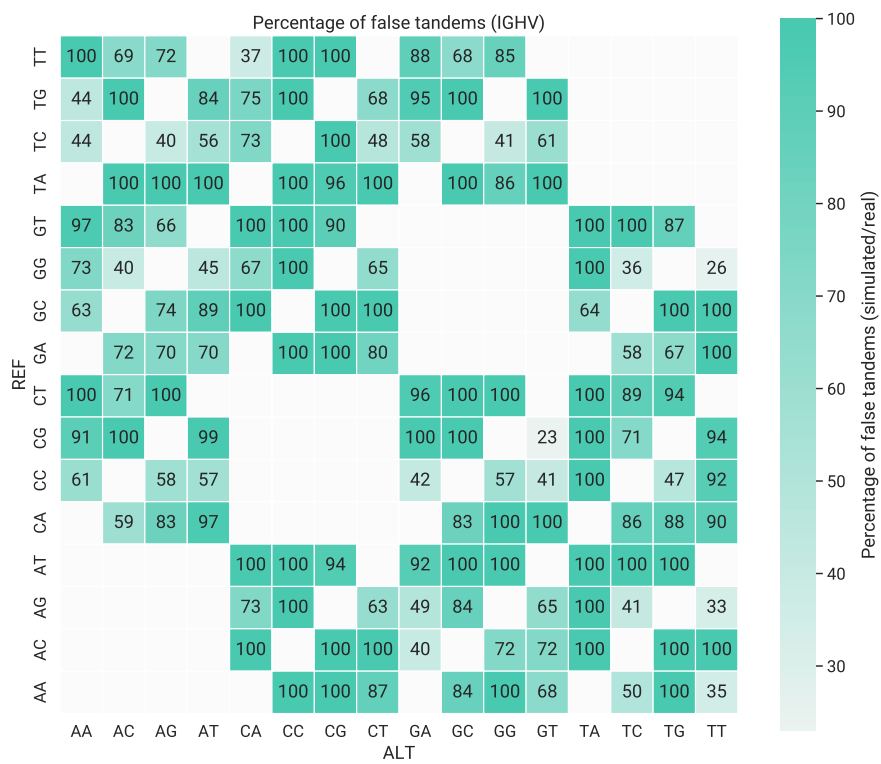 Percentage of false tandems (IGHV)
TT 100 69 72 37 100 100 88 68 85
TG 44 100 84 75 100 68 95 100 100
TC 44 40 56 73 100 48 58 41 61
TA 100 100 100 100 96 100 100 86 100
GT 97 83 66 100 100 90 100 100 87
GG 73 40 45 67 100 65 100 36 26
GC 63 74 89 100 100 100 64 100 100
GA 72 70 70 100 100 80 58 67 100
CT 100 71 100 96 100 100 100 89 94
CG 91 100 99 100 100 23 100 71 94
CC 61 58 57 42 57 41 100 47 92
CA 59 83 97 83 100 100 86 88 90
AT 100 100 94 92 100 100 100 100 100
AG 73 100 63 49 84 65 100 41 33
AC 100 100 100 40 72 72 100 100 100
AA 100 100 87 84 100 68 50 100 35
AA AC AG AT CA CC CG CT GA GC GG GT TA TC TG TT
ALT
REF
100
90
80
70
60
50
40
30
Percentage of false tandems (simulated/real)